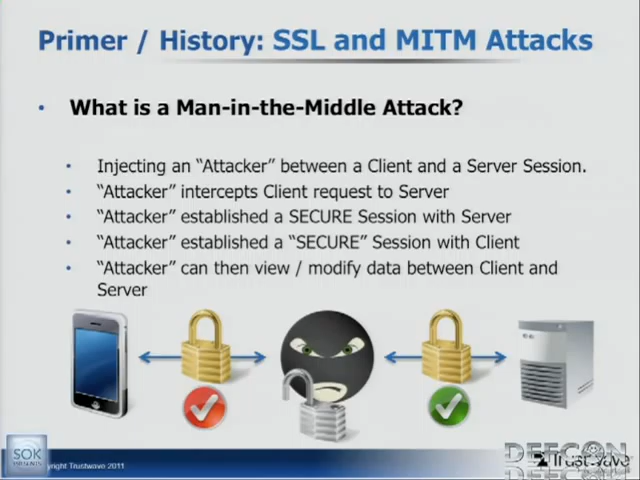 Primer / History: SSL and MITM Attacks
• What is a Man-in-the-Middle Attack?
• Injecting an “Attacker” between a Client and a Server Session.
• “Attacker” intercepts Client request to Server
• “Attacker” established a SECURE Session with Server
• “Attacker” established a “SECURE” Session with Client
• “Attacker” can then view / modify data between Client and
Server
SOK
yright Trustwave 2011
DEFCON
Trustwave